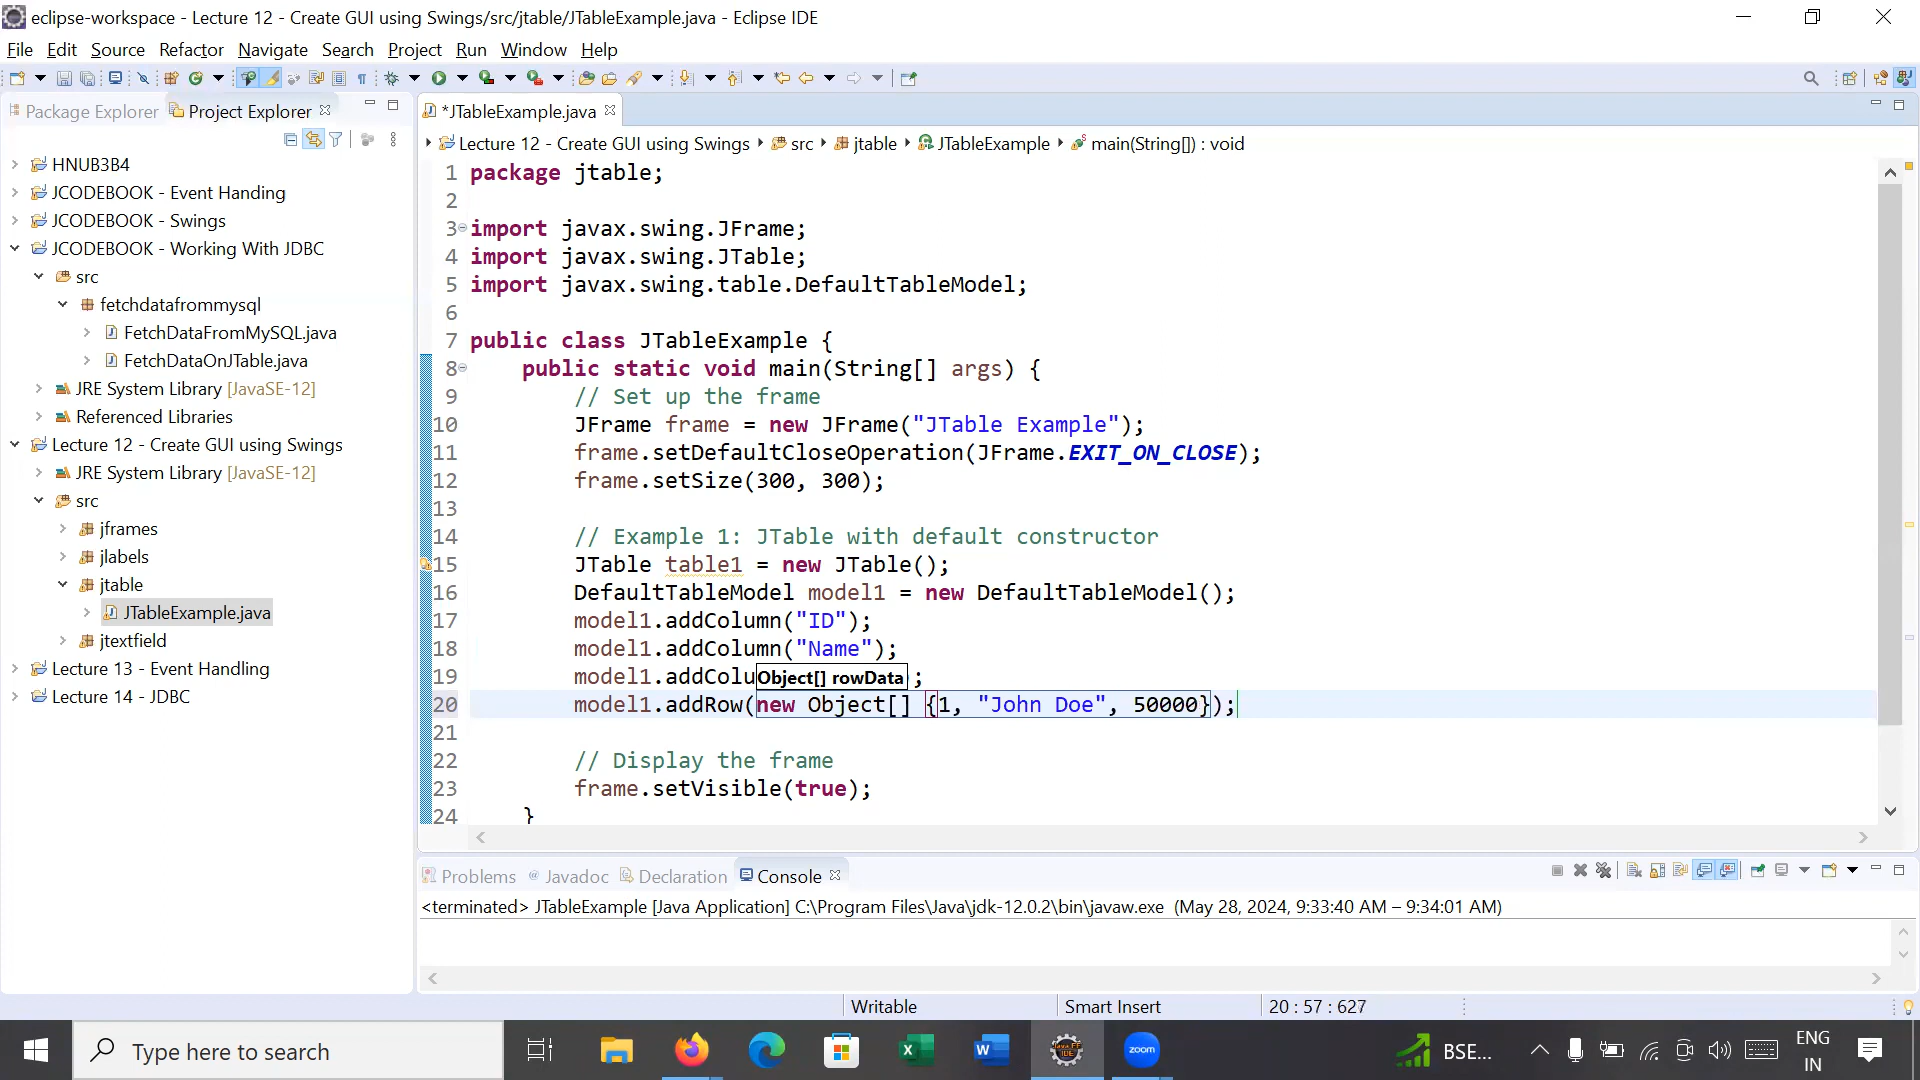 eclipse-workspace - Lecture 12 - Create GUI using Swings/src/jtable/JTableExample.java - Eclipse IDE
File Edit Source Refactor Navigate Search Project Run Window Help
Package Explorer Project Explorer
HNUB3B4
JCODEBOOK - Event Handing
JCODEBOOK - Swings
JCODEBOOK - Working With JDBC
src
fetchdatafrommysql
FetchDataFromMySQL.java
FetchDataOnJTable.java
JRE System Library [JavaSE-12]
Referenced Libraries
Lecture 12 - Create GUI using Swings
JRE System Library [JavaSE-12]
src
jframes
jlabels
jtable
JTableExample.java
jtextfield
Lecture 13 - Event Handling
Lecture 14 - JDBC
*JTableExample.java
Lecture 12 - Create GUI using Swings src jtable JTableExample main(String[]) : void
1 package jtable;
2
3 import javax.swing.JFrame;
4 import javax.swing.JTable;
5 import javax.swing.table.DefaultTableModel;
6
7 public class JTableExample {
8 public static void main(String[] args) {
9 // Set up the frame
10 JFrame frame = new JFrame("JTable Example");
11 frame.setDefaultCloseOperation(JFrame.EXIT_ON_CLOSE);
12 frame.setSize(300, 300);
13
14 // Example 1: JTable with default constructor
15 JTable table1 = new JTable();
16 DefaultTableModel model1 = new DefaultTableModel();
17 model1.addColumn("ID");
18 model1.addColumn("Name");
19 model1.addColu Object[] rowData ;
20 model1.addRow(new Object[] {1, "John Doe", 50000});
21
22 // Display the frame
23 frame.setVisible(true);
24 }
Problems @ Javadoc Declaration Console
<terminated> JTableExample [Java Application] C:\Program Files\Java\jdk-12.0.2\bin\javaw.exe (May 28, 2024, 9:33:40 AM – 9:34:01 AM)
Writable Smart Insert 20 : 57 : 627
Type here to search
zoom
BSE...
ENG
IN